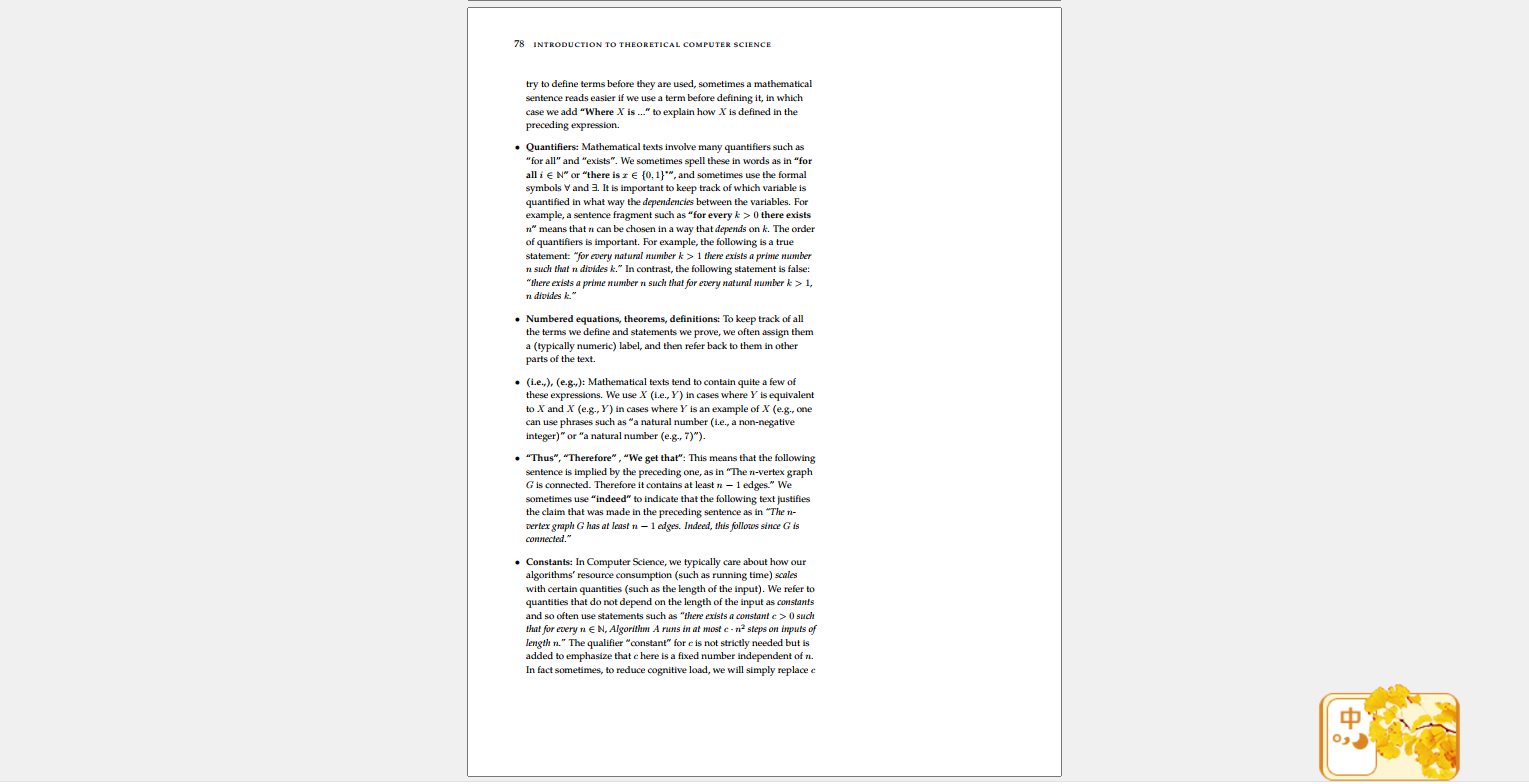 78 INTRODUCTION TO THEORETICAL COMPUTER SCIENCE
try to define terms before they are used, sometimes a mathematical
sentence reads easier if we use a term before defining it, in which
case we add “Where X is ...” to explain how X is defined in the
preceding expression.
• Quantifiers: Mathematical texts involve many quantifiers such as
“for all” and “exists”. We sometimes spell these in words as in “for
all i ∈ ℕ” or “there is x ∈ {0, 1}*”, and sometimes use the formal
symbols ∀ and ∃. It is important to keep track of which variable is
quantified in what way the dependencies between the variables. For
example, a sentence fragment such as “for every k > 0 there exists
n” means that n can be chosen in a way that depends on k. The order
of quantifiers is important. For example, the following is a true
statement: “for every natural number k > 1 there exists a prime number
n such that n divides k.” In contrast, the following statement is false:
“there exists a prime number n such that for every natural number k > 1,
n divides k.”
• Numbered equations, theorems, definitions: To keep track of all
the terms we define and statements we prove, we often assign them
a (typically numeric) label, and then refer back to them in other
parts of the text.
• (i.e.,), (e.g.,): Mathematical texts tend to contain quite a few of
these expressions. We use X (i.e., Y) in cases where Y is equivalent
to X and X (e.g., Y) in cases where Y is an example of X (e.g., one
can use phrases such as “a natural number (i.e., a non-negative
integer)” or “a natural number (e.g., 7)”).
• “Thus”, “Therefore” , “We get that”: This means that the following
sentence is implied by the preceding one, as in “The n-vertex graph
G is connected. Therefore it contains at least n − 1 edges.” We
sometimes use “indeed” to indicate that the following text justifies
the claim that was made in the preceding sentence as in “The n-
vertex graph G has at least n − 1 edges. Indeed, this follows since G is
connected.”
• Constants: In Computer Science, we typically care about how our
algorithms’ resource consumption (such as running time) scales
with certain quantities (such as the length of the input). We refer to
quantities that do not depend on the length of the input as constants
and so often use statements such as “there exists a constant c > 0 such
that for every n ∈ ℕ, Algorithm A runs in at most c · n² steps on inputs of
length n.” The qualifier “constant” for c is not strictly needed but is
added to emphasize that c here is a fixed number independent of n.
In fact sometimes, to reduce cognitive load, we will simply replace c
中